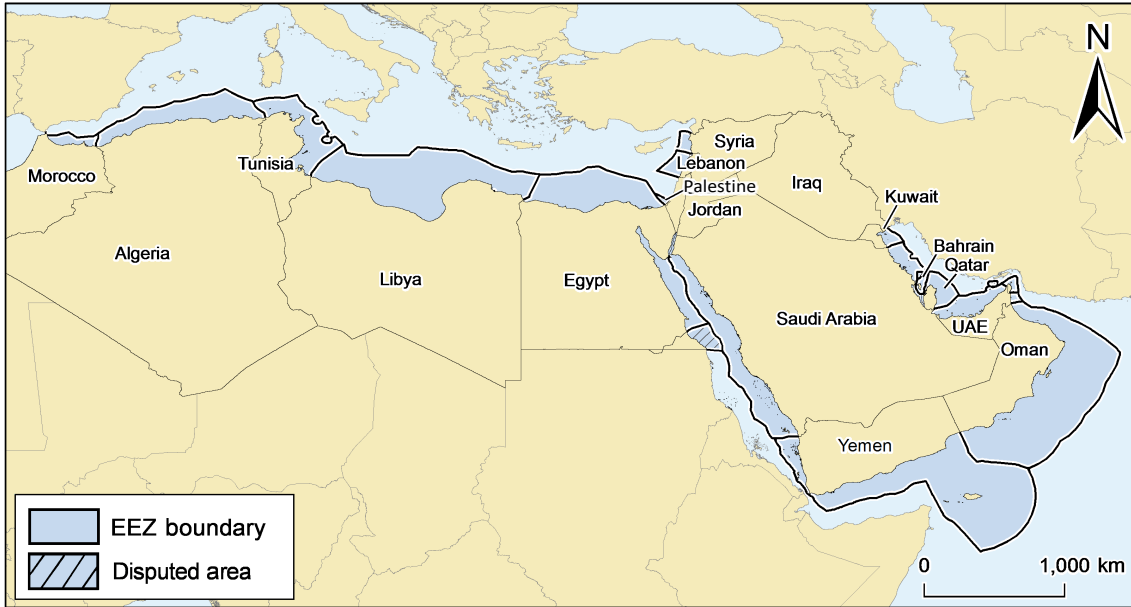 N
Syria
Lebanon
Tunisia
Morocco
Palestine
Iraq
Kuwait
Jordan
Bahrain
Algeria
Qatar
Libya
Egypt
Saudi Arabia
UAE
Oman
Yemen
EEZ boundary
Disputed area
0 1,000 km